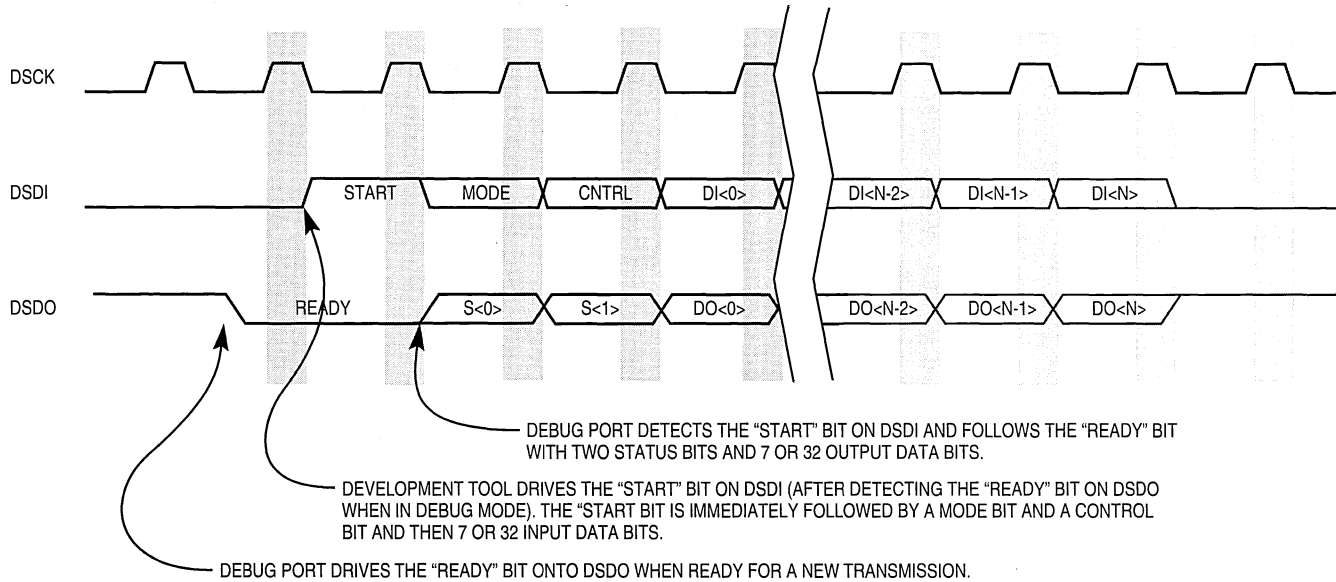 DSCK
DSDI START MODE CNTRL DI<0> DI<N-2> DI<N-1> DI<N>
DSDO READY S<0> S<1> DO<0> DO<N-2> DO<N-1> DO<N>
DEBUG PORT DETECTS THE “START” BIT ON DSDI AND FOLLOWS THE “READY” BIT
WITH TWO STATUS BITS AND 7 OR 32 OUTPUT DATA BITS.
DEVELOPMENT TOOL DRIVES THE “START” BIT ON DSDI (AFTER DETECTING THE “READY” BIT ON DSDO
WHEN IN DEBUG MODE). THE “START BIT IS IMMEDIATELY FOLLOWED BY A MODE BIT AND A CONTROL
BIT AND THEN 7 OR 32 INPUT DATA BITS.
DEBUG PORT DRIVES THE “READY” BIT ONTO DSDO WHEN READY FOR A NEW TRANSMISSION.